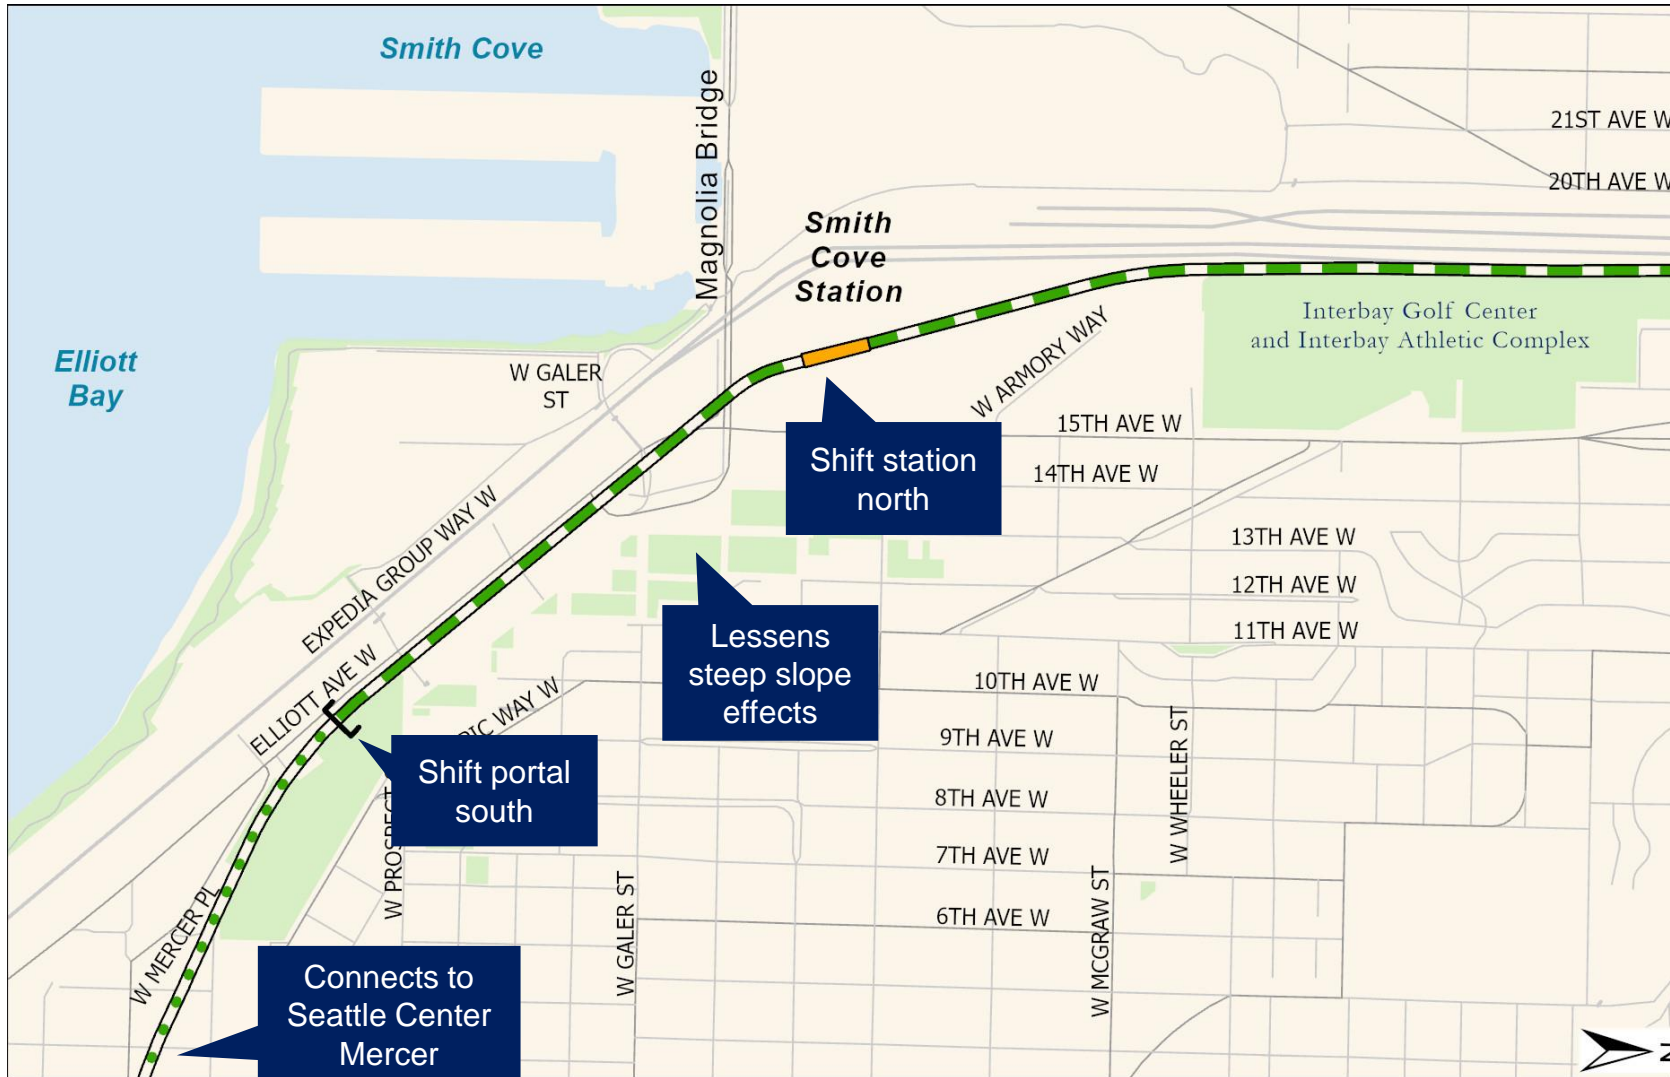 Smith Cove
Magnolia Bridge
21ST AVE W
20TH AVE W
Smith
Cove
Station
Interbay Golf Center
and Interbay Athletic Complex
Elliott
Bay
W GALER
ST
W ARMORY WAY
15TH AVE W
14TH AVE W
Shift station
north
EXPEDIA GROUP WAY W
13TH AVE W
12TH AVE W
11TH AVE W
Lessens
steep slope
effects
ELLIOTT AVE W
10TH AVE W
PIC WAY W
9TH AVE W
W WHEELER ST
Shift portal
south
8TH AVE W
W PROSPECT
7TH AVE W
W GALER ST
W MCGRAW ST
6TH AVE W
W MERCER PL
Connects to
Seattle Center
Mercer